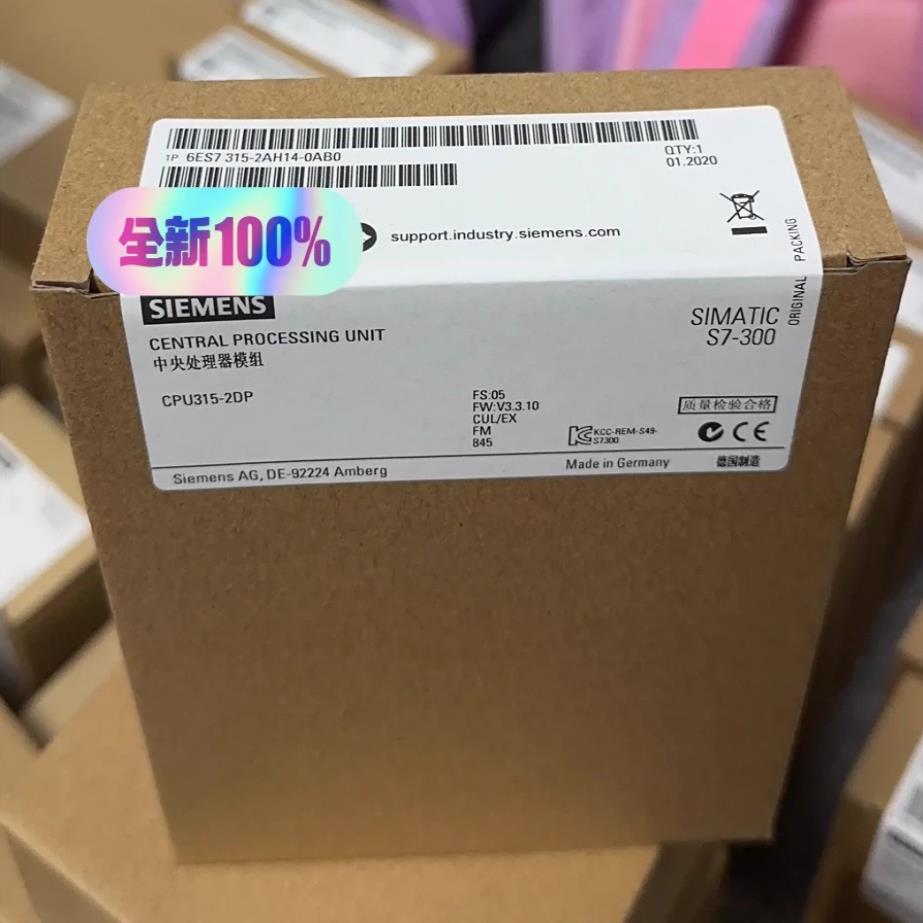 1P 6ES7 315-2AH14-0AB0
QTY:1
01.2020
全新100%
support.industry.siemens.com
ORIGINAL PACKING
SIEMENS
CENTRAL PROCESSING UNIT
中央处理器模组
SIMATIC
S7-300
CPU315-2DP
FS:05
FW:V3.3.10
CUL/EX
FM
845
KCC-REM-S49-
S7300
质量检验合格
CE
Siemens AG, DE-92224 Amberg
Made in Germany
德国制造